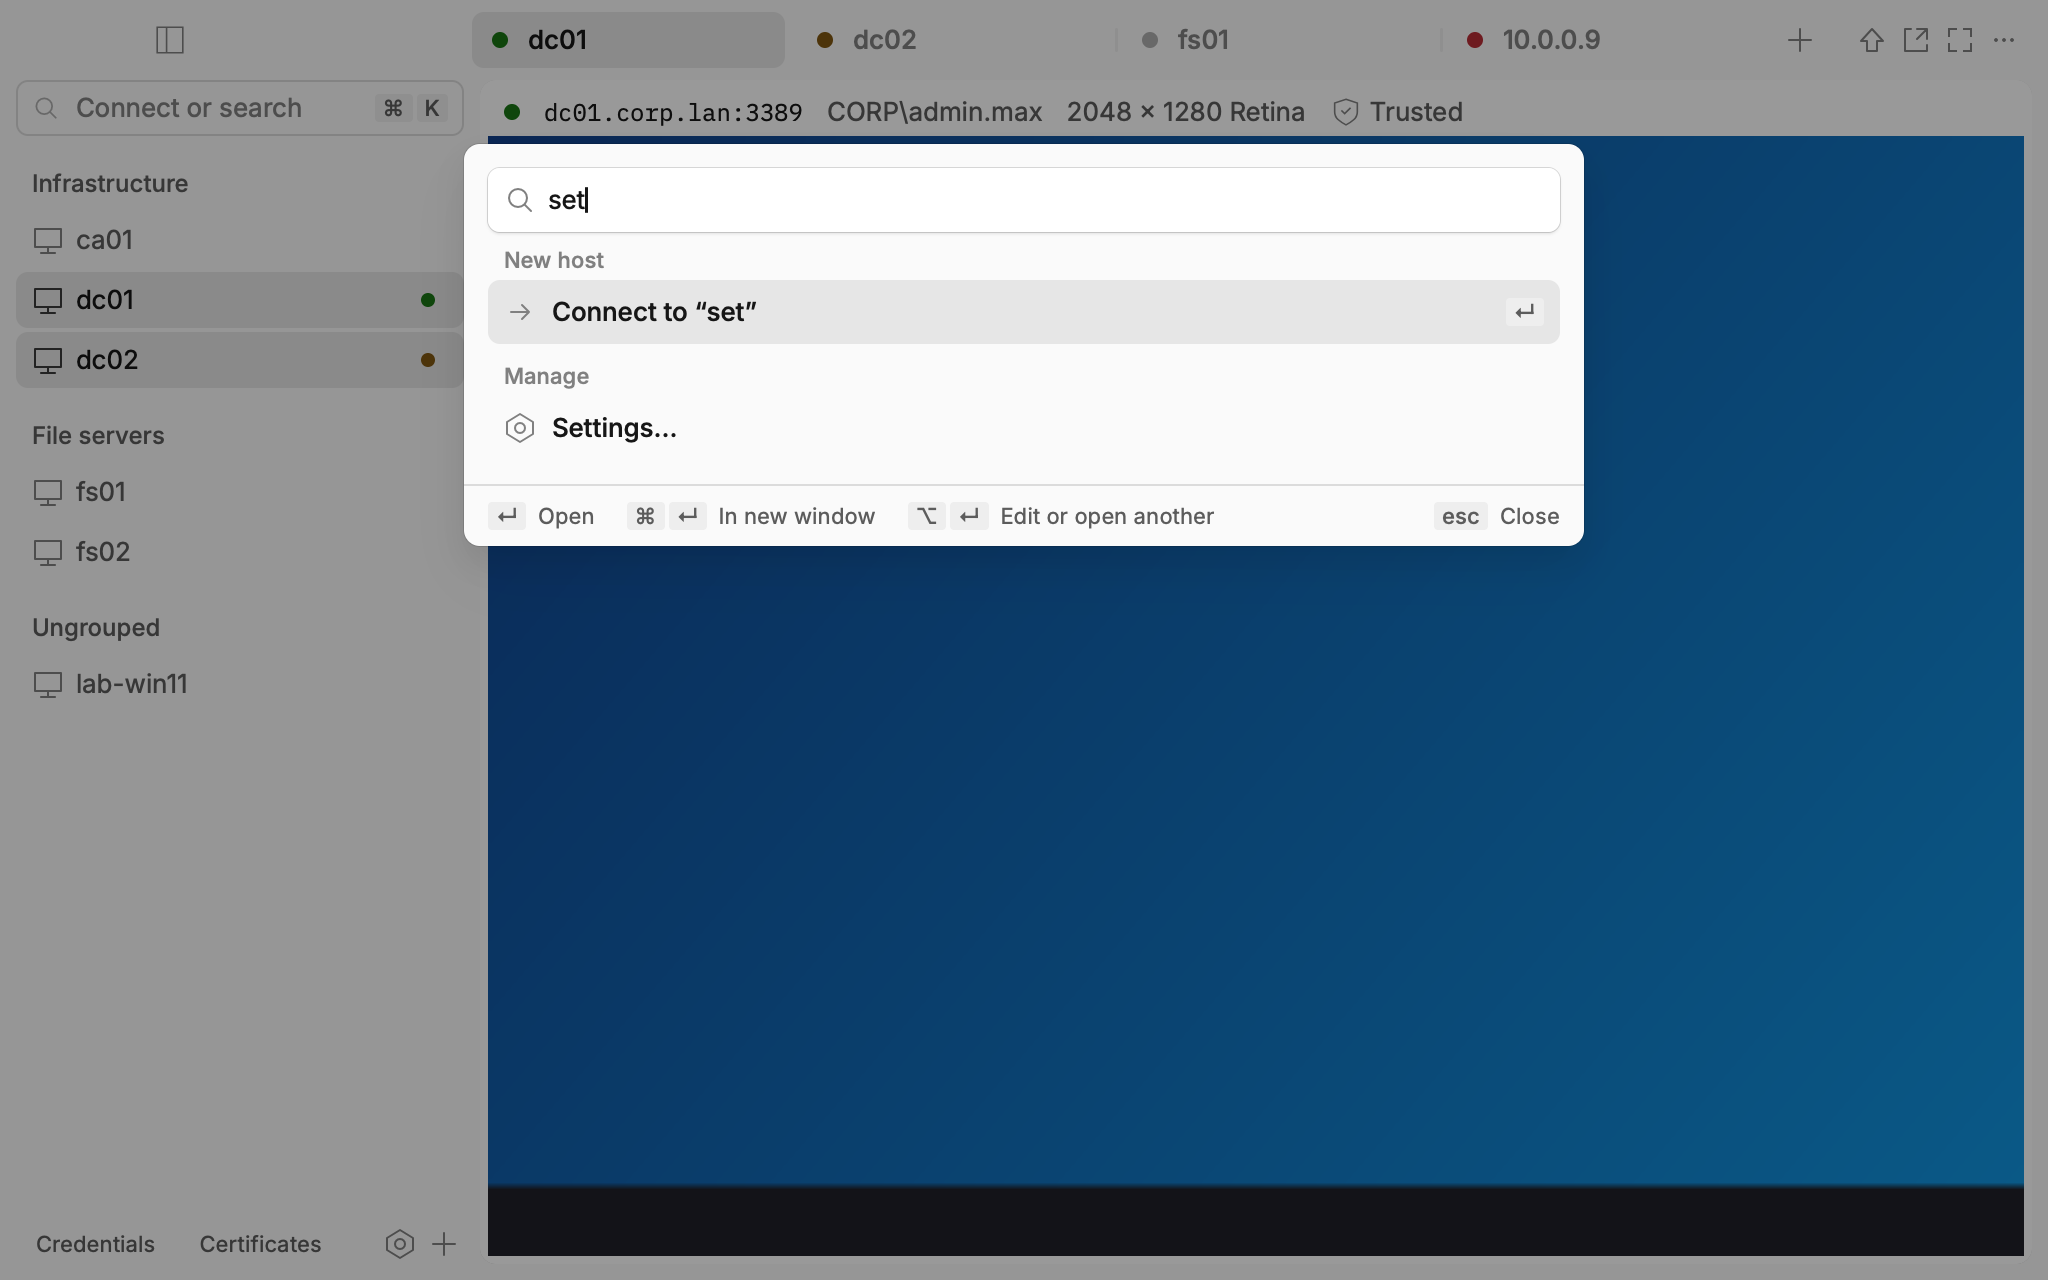 dc01
dc02
fs01
10.0.0.9
Connect or search ⌘ K
dc01.corp.lan:3389 CORP\admin.max 2048 × 1280 Retina Trusted
Infrastructure
ca01
dc01
dc02
File servers
fs01
fs02
Ungrouped
lab-win11
Credentials
Certificates
set
New host
Connect to “set” ↵
Manage
Settings…
↵ Open ⌘ ↵ In new window ⌥ ↵ Edit or open another esc Close